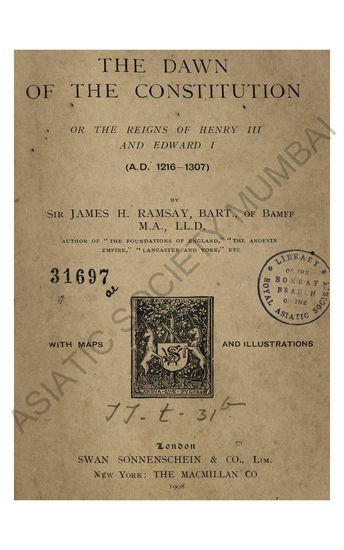 THE DAWN
OF THE CONSTITUTION
OR THE REIGNS OF HENRY III
AND EDWARD I
(A.D. 1216–1307)
BY
SIR JAMES H. RAMSAY, BART., OF BAMFF
M.A., LL.D.
AUTHOR OF "THE FOUNDATIONS OF ENGLAND," "THE ANGEVIN
EMPIRE," "LANCASTER AND YORK," ETC
31697
LIBRARY
OF THE
BOMBAY
BRANCH
OF THE
ROYAL ASIATIC SOCIETY
WITH MAPS AND ILLUSTRATIONS
London
SWAN SONNENSCHEIN & CO., LIM.
NEW YORK: THE MACMILLAN CO
1908
ASIATIC SOCIETY MUMBAI